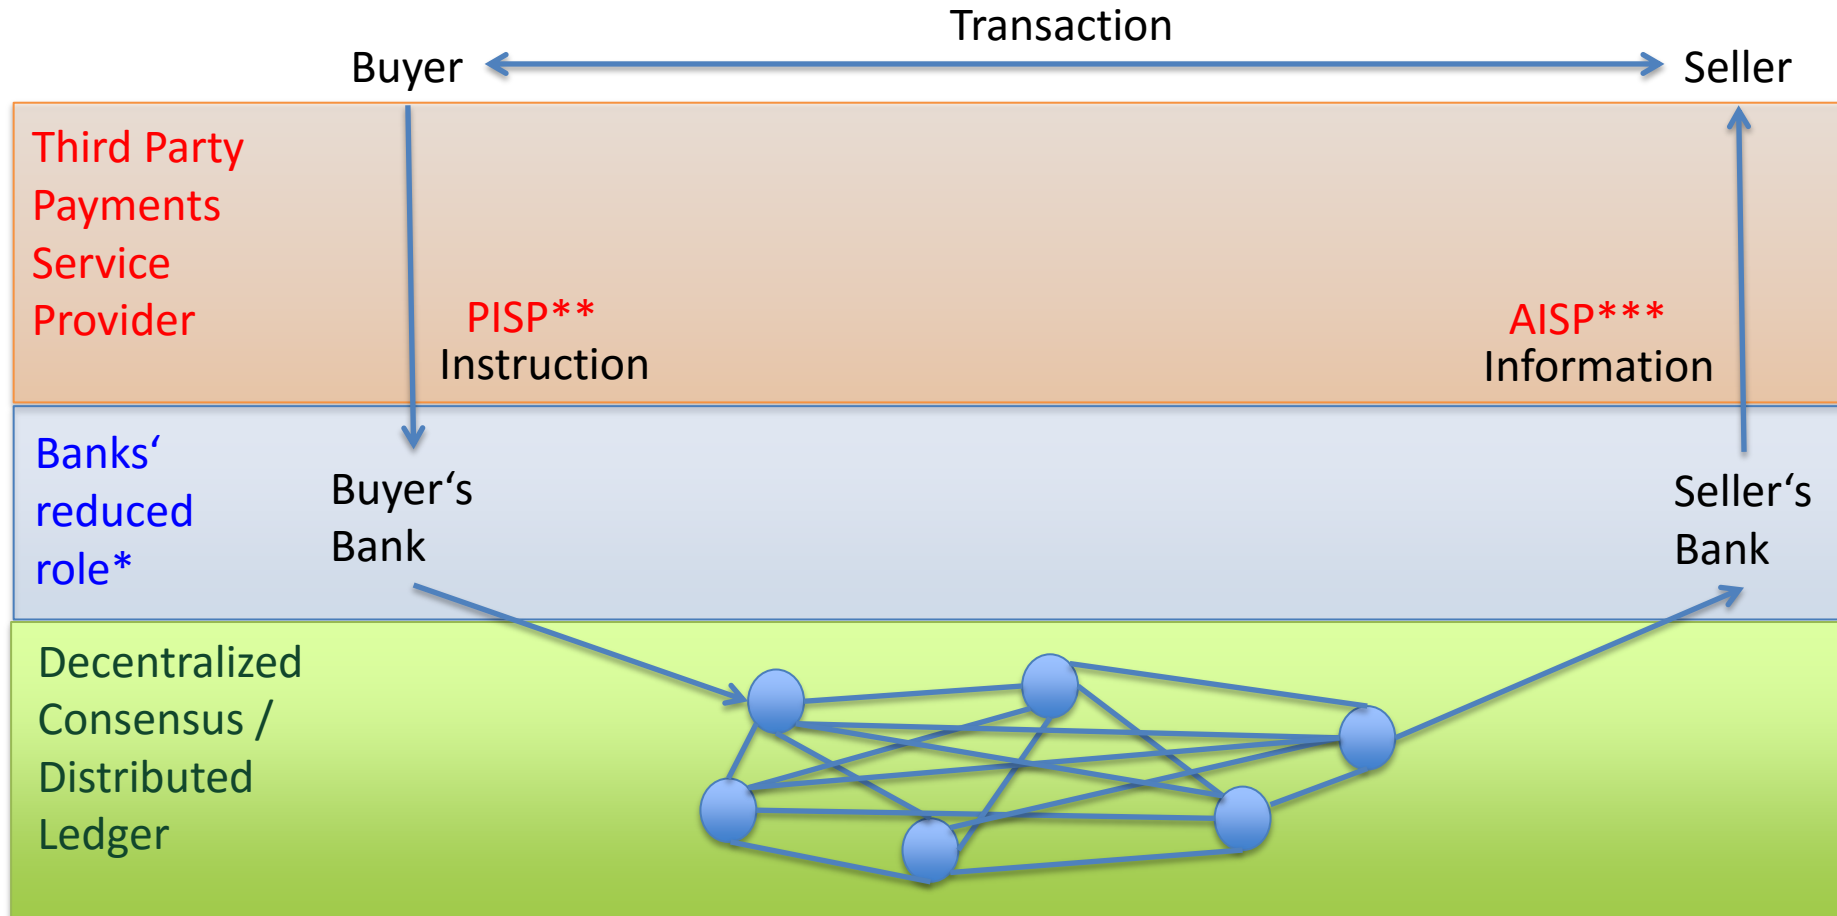 Transaction
Buyer
Seller
Third Party
Payments
Service
Provider
PISP**
Instruction
AISP***
Information
Banks‘
reduced
role*
Buyer‘s
Bank
Seller‘s
Bank
Decentralized
Consensus /
Distributed
Ledger